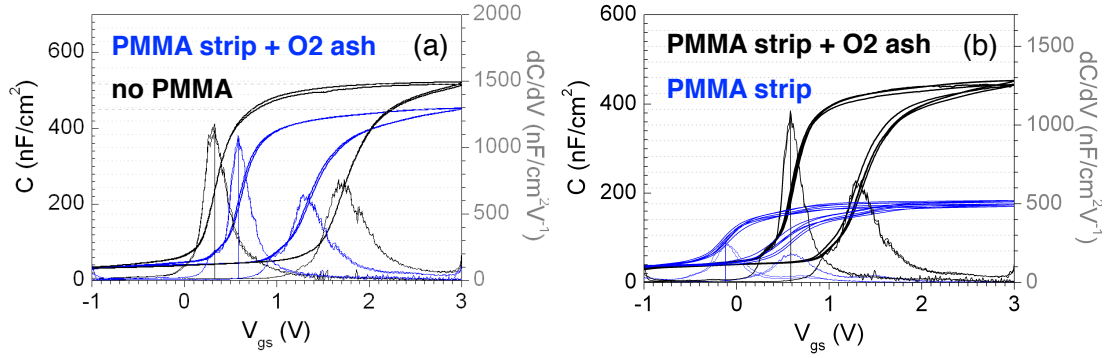 PMMA strip + O2 ash
(a)
no PMMA
C (nF/cm²)
600
400
200
0
dC/dV (nF/cm²V⁻¹)
2000
1500
1000
500
0
-1 0 1 2 3
Vgs (V)
PMMA strip + O2 ash
(b)
PMMA strip
C (nF/cm²)
600
400
200
0
dC/dV (nF/cm²V⁻¹)
1500
1000
500
0
-1 0 1 2 3
Vgs (V)